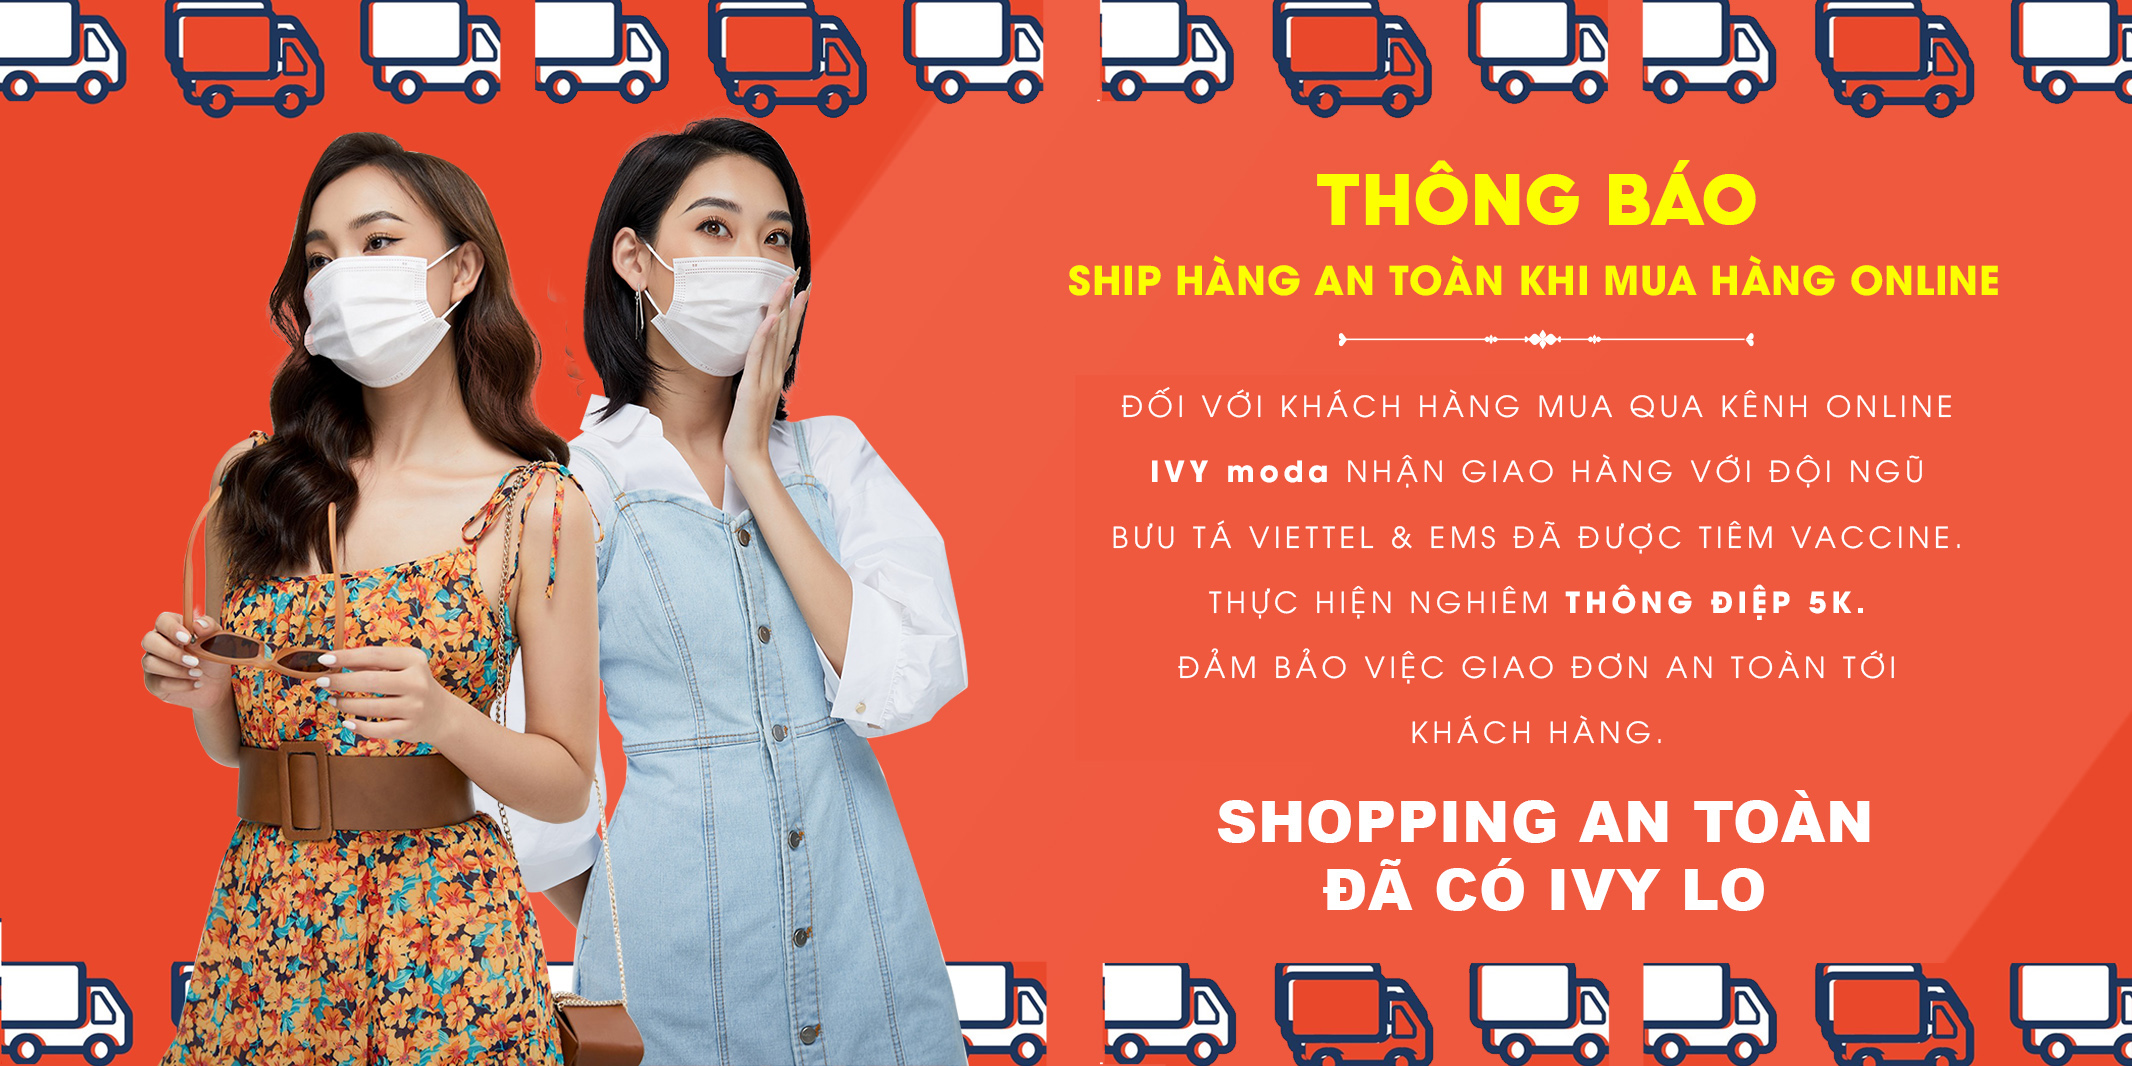 THÔNG BÁO
SHIP HÀNG AN TOÀN KHI MUA HÀNG ONLINE
ĐỐI VỚI KHÁCH HÀNG MUA QUA KÊNH ONLINE
IVY moda NHẬN GIAO HÀNG VỚI ĐỘI NGŨ
BƯU TÁ VIETTEL & EMS ĐÃ ĐƯỢC TIÊM VACCINE.
THỰC HIỆN NGHIÊM THÔNG ĐIỆP 5K.
ĐẢM BẢO VIỆC GIAO ĐƠN AN TOÀN TỚI
KHÁCH HÀNG.
SHOPPING AN TOÀN
ĐÃ CÓ IVY LO